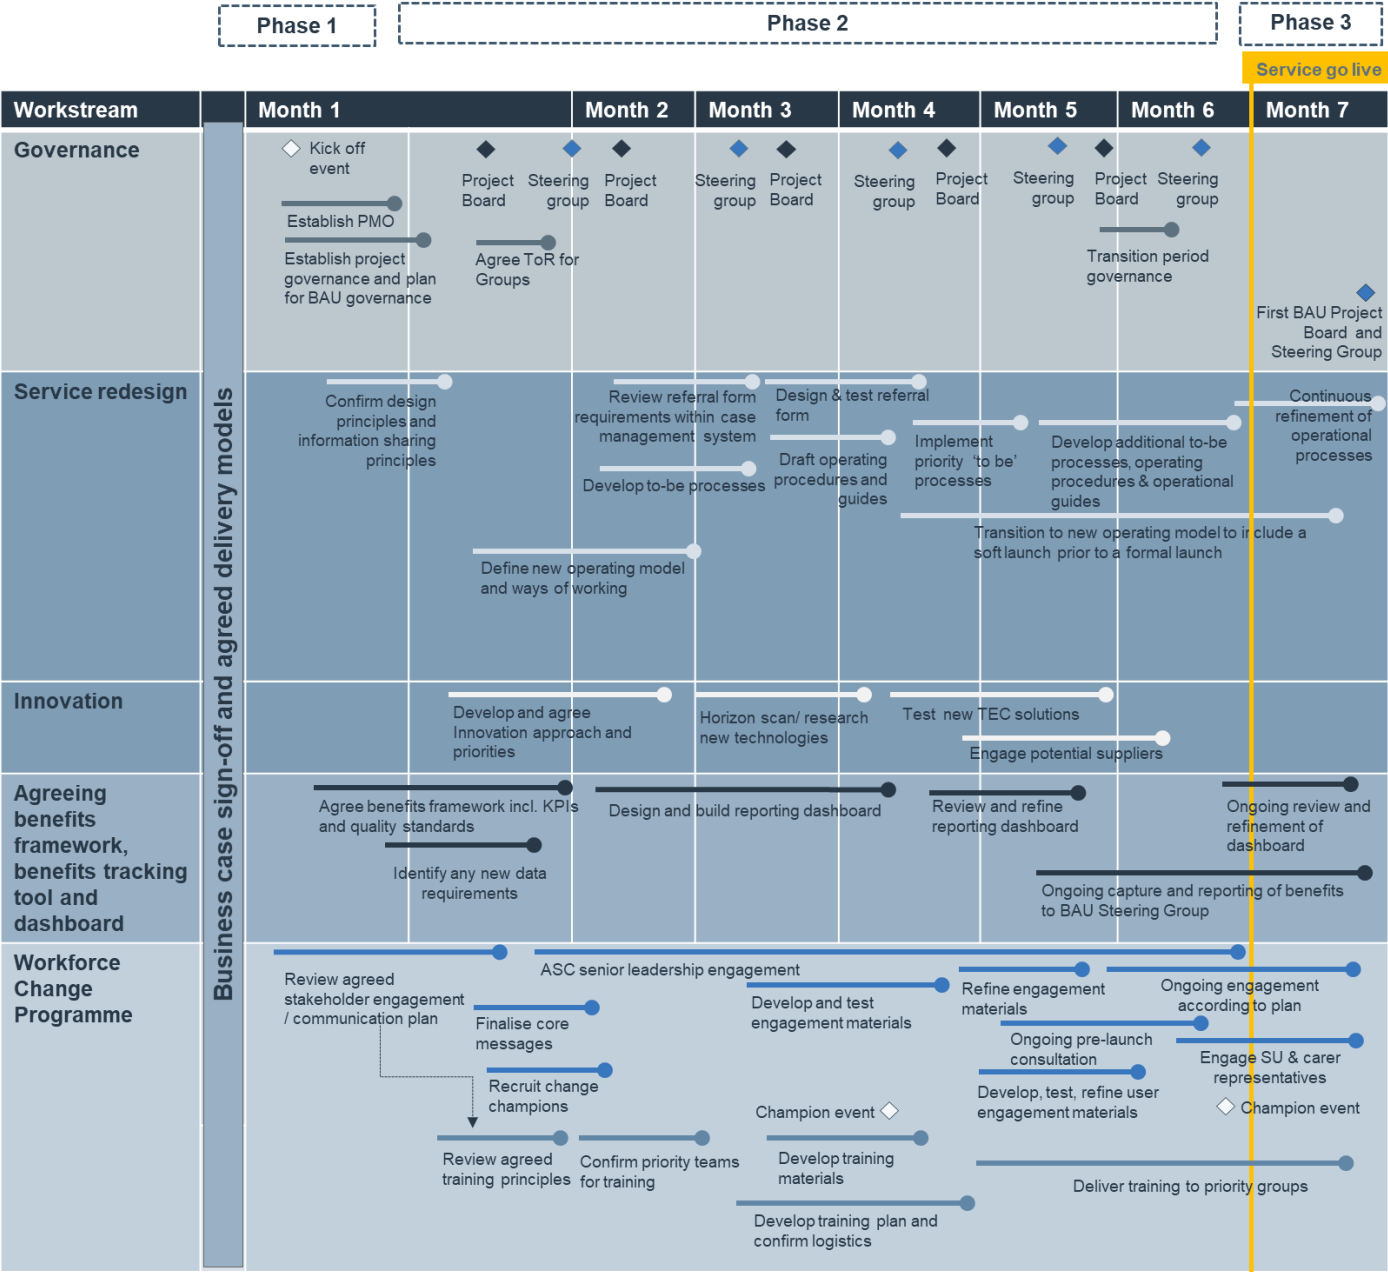 Phase 1
Phase 2
Phase 3
Service go live
Workstream
Month 1
Month 2
Month 3
Month 4
Month 5
Month 6
Month 7
Business case sign-off and agreed delivery models
Governance
Kick off
event
Project
Board
Steering
group
Project
Board
Steering
group
Project
Board
Steering
group
Project
Board
Steering
group
Project
Board
Steering
group
Establish PMO
Establish project
governance and plan
for BAU governance
Agree ToR for
Groups
Transition period
governance
First BAU Project
Board and
Steering Group
Service redesign
Confirm design
principles and
information sharing
principles
Review referral form
requirements within case
management system
Design & test referral
form
Continuous
refinement of
operational
processes
Implement
priority ‘to be’
processes
Develop additional to-be
processes, operating
procedures & operational
guides
Draft operating
procedures and
guides
Develop to-be processes
Transition to new operating model to include a
soft launch prior to a formal launch
Define new operating model
and ways of working
Innovation
Develop and agree
Innovation approach and
priorities
Horizon scan/ research
new technologies
Test new TEC solutions
Engage potential suppliers
Agreeing
benefits
framework,
benefits tracking
tool and
dashboard
Agree benefits framework incl. KPIs
and quality standards
Design and build reporting dashboard
Review and refine
reporting dashboard
Ongoing review and
refinement of
dashboard
Identify any new data
requirements
Ongoing capture and reporting of benefits
to BAU Steering Group
Workforce
Change
Programme
Review agreed
stakeholder engagement
/ communication plan
ASC senior leadership engagement
Develop and test
engagement materials
Refine engagement
materials
Ongoing engagement
according to plan
Finalise core
messages
Ongoing pre-launch
consultation
Engage SU & carer
representatives
Recruit change
champions
Develop, test, refine user
engagement materials
Champion event
Champion event
Review agreed
training principles
Confirm priority teams
for training
Develop training
materials
Deliver training to priority groups
Develop training plan and
confirm logistics